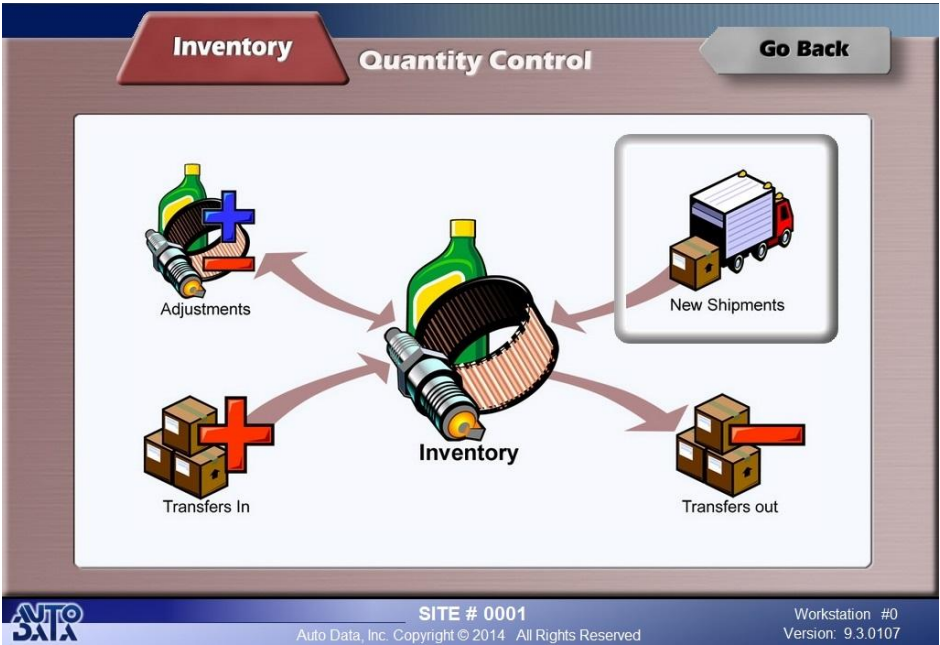 Inventory
Quantity Control
Go Back
Adjustments
New Shipments
Inventory
Transfers In
Transfers out
AUTO
DATA
SITE # 0001
Auto Data, Inc. Copyright © 2014 All Rights Reserved
Workstation #0
Version: 9.3.0107